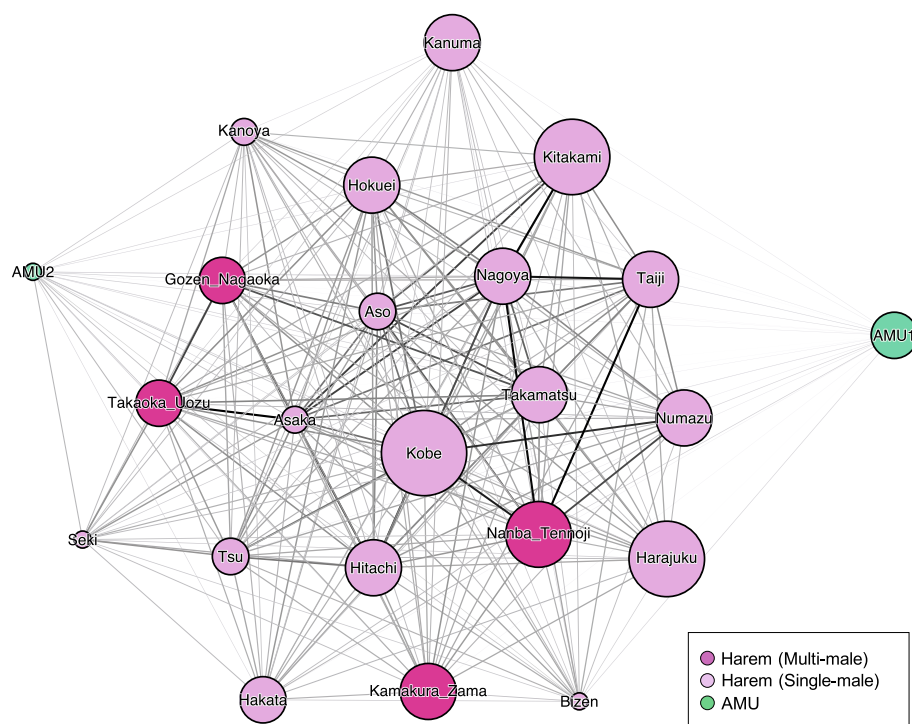 Kanuma
Kanoya
Kitakami
Hokuei
AMU2
Gozen_Nagaoka
Nagoya
Taiji
Aso
AMU1
Takaoka_Uozu
Takamatsu
Asaka
Numazu
Kobe
Seki
Nanba_Tennoji
Tsu
Hitachi
Harajuku
Hakata
Kamakura_Zama
Bizen
Harem (Multi-male)
Harem (Single-male)
AMU